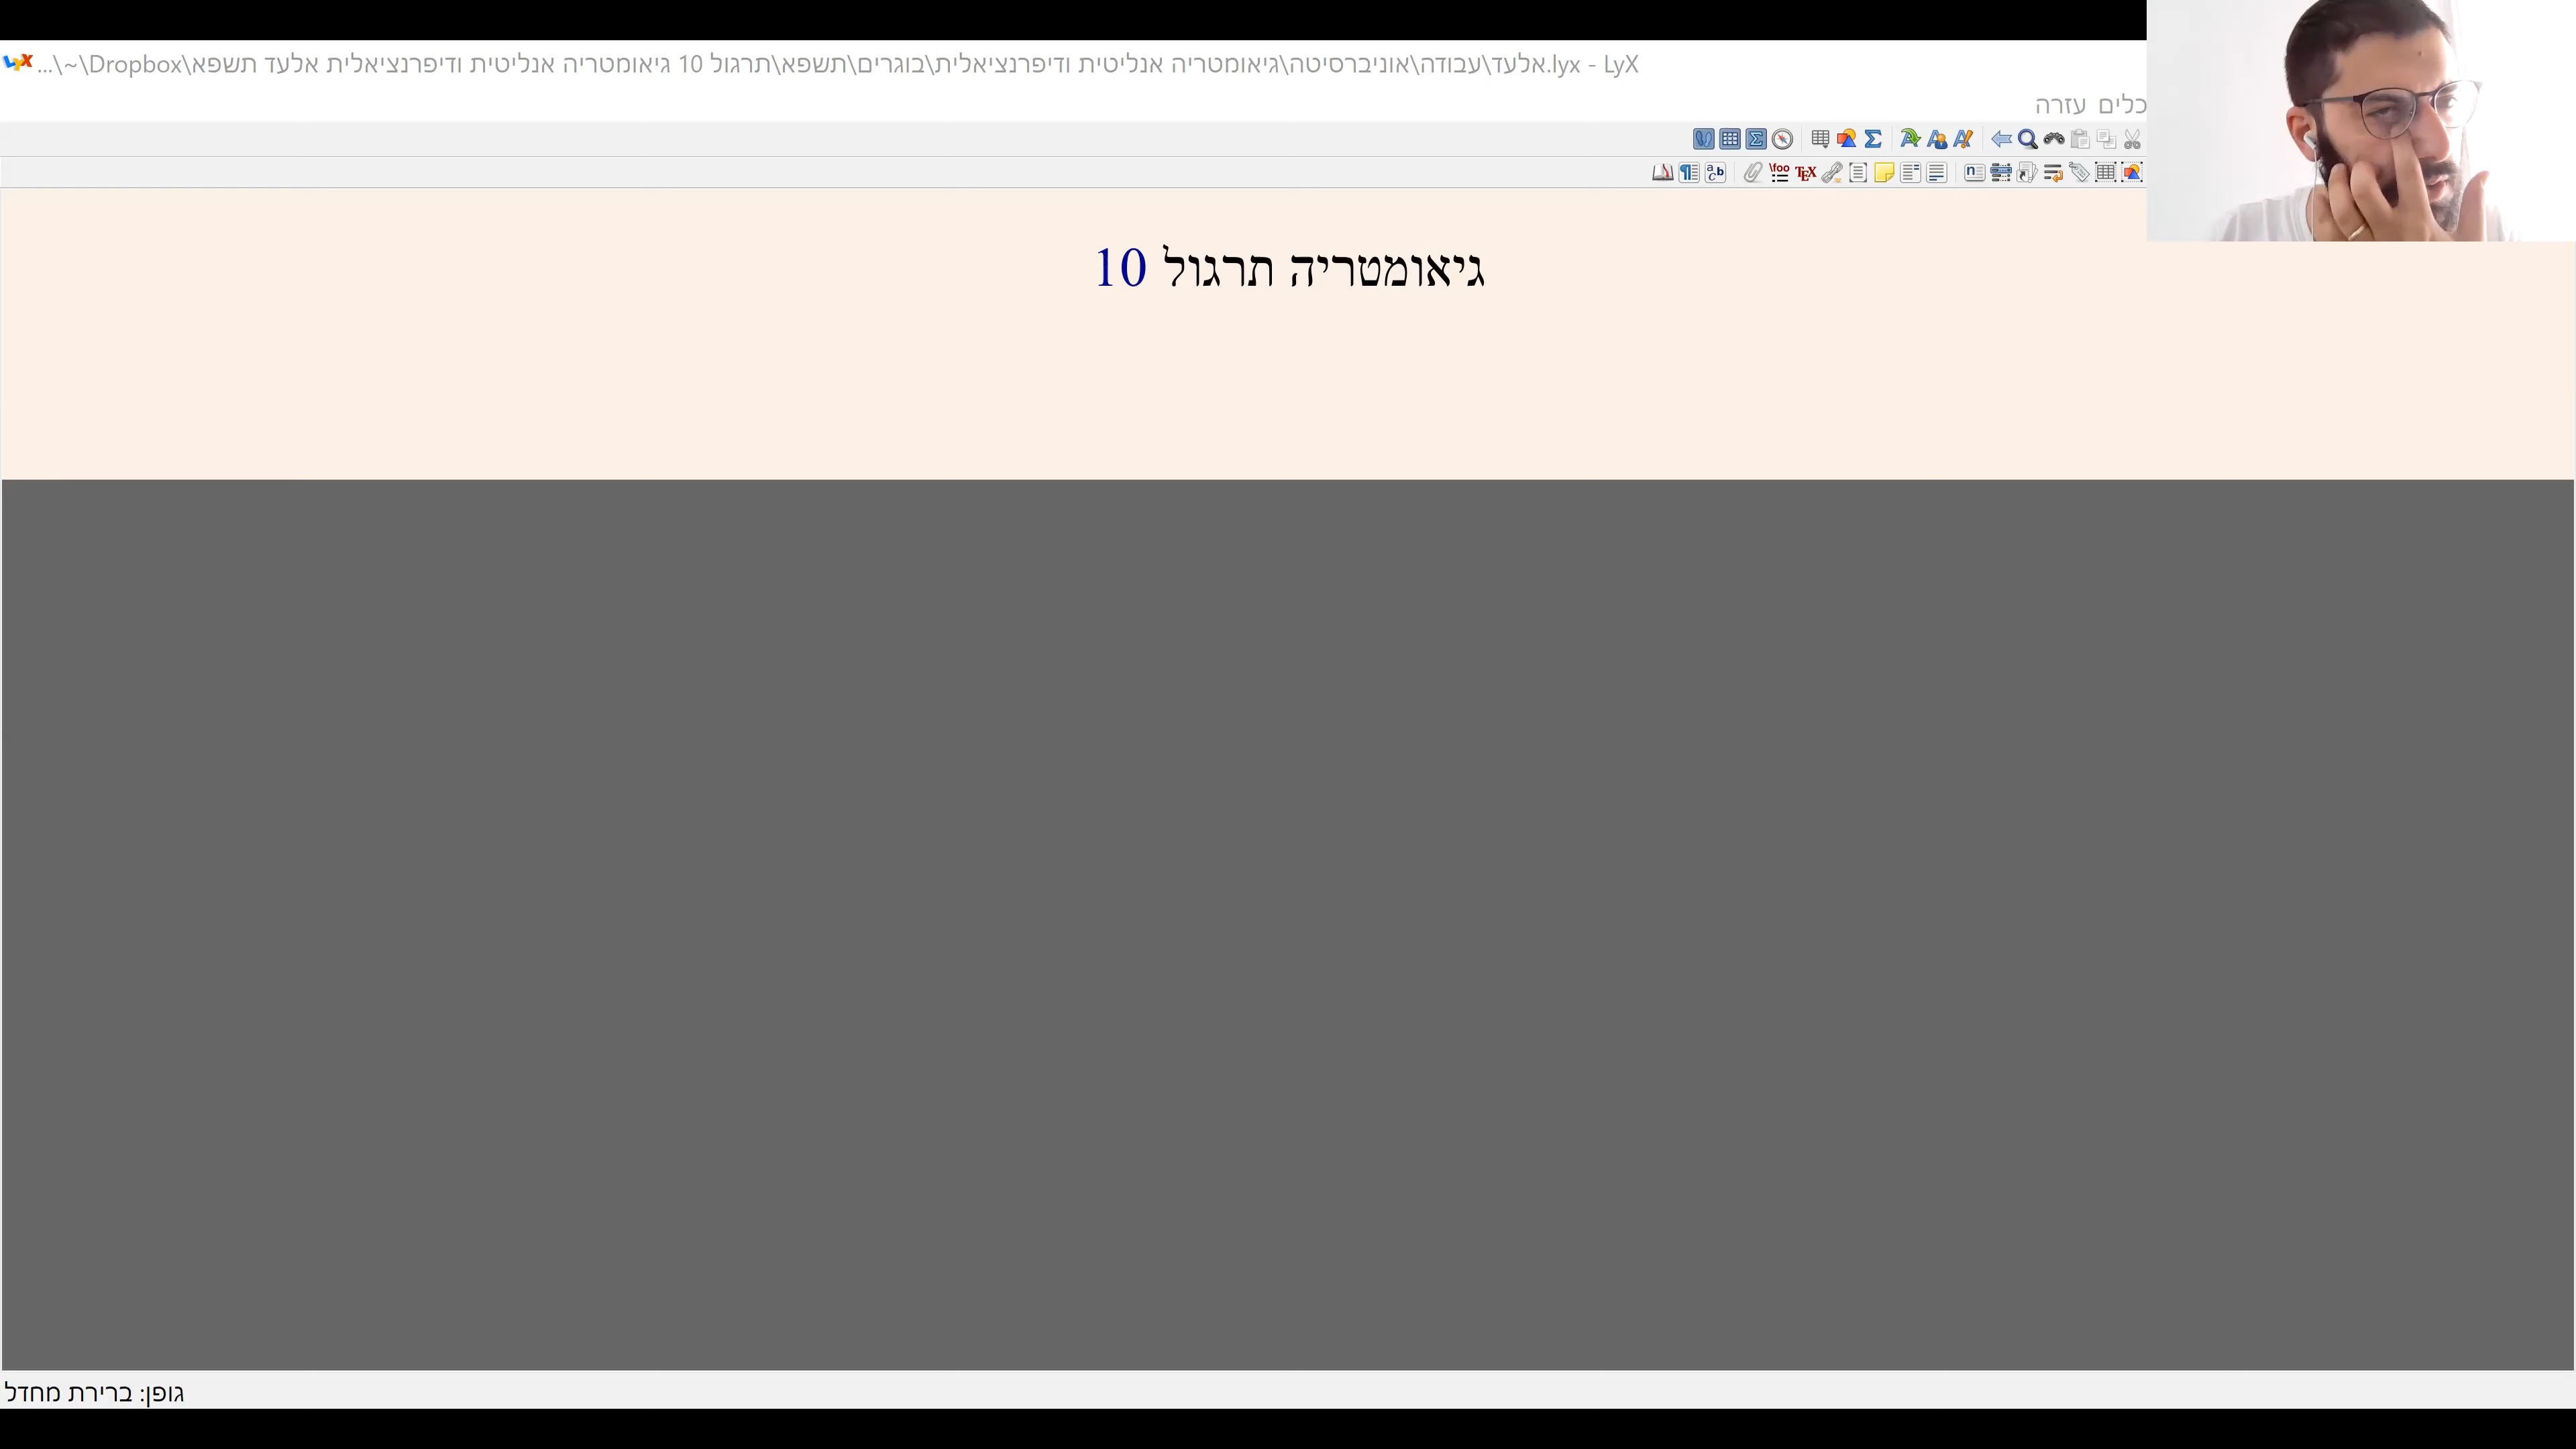 ...\~\Dropbox\אלעד\עבודה\אוניברסיטה\גיאומטריה אנליטית ודיפרנציאלית\בוגרים\תשפא\תרגול 10 גיאומטריה אנליטית ודיפרנציאלית אלעד תשפא.lyx - LyX
כלים עזרה
גיאומטריה תרגול 10
גופן: ברירת מחדל